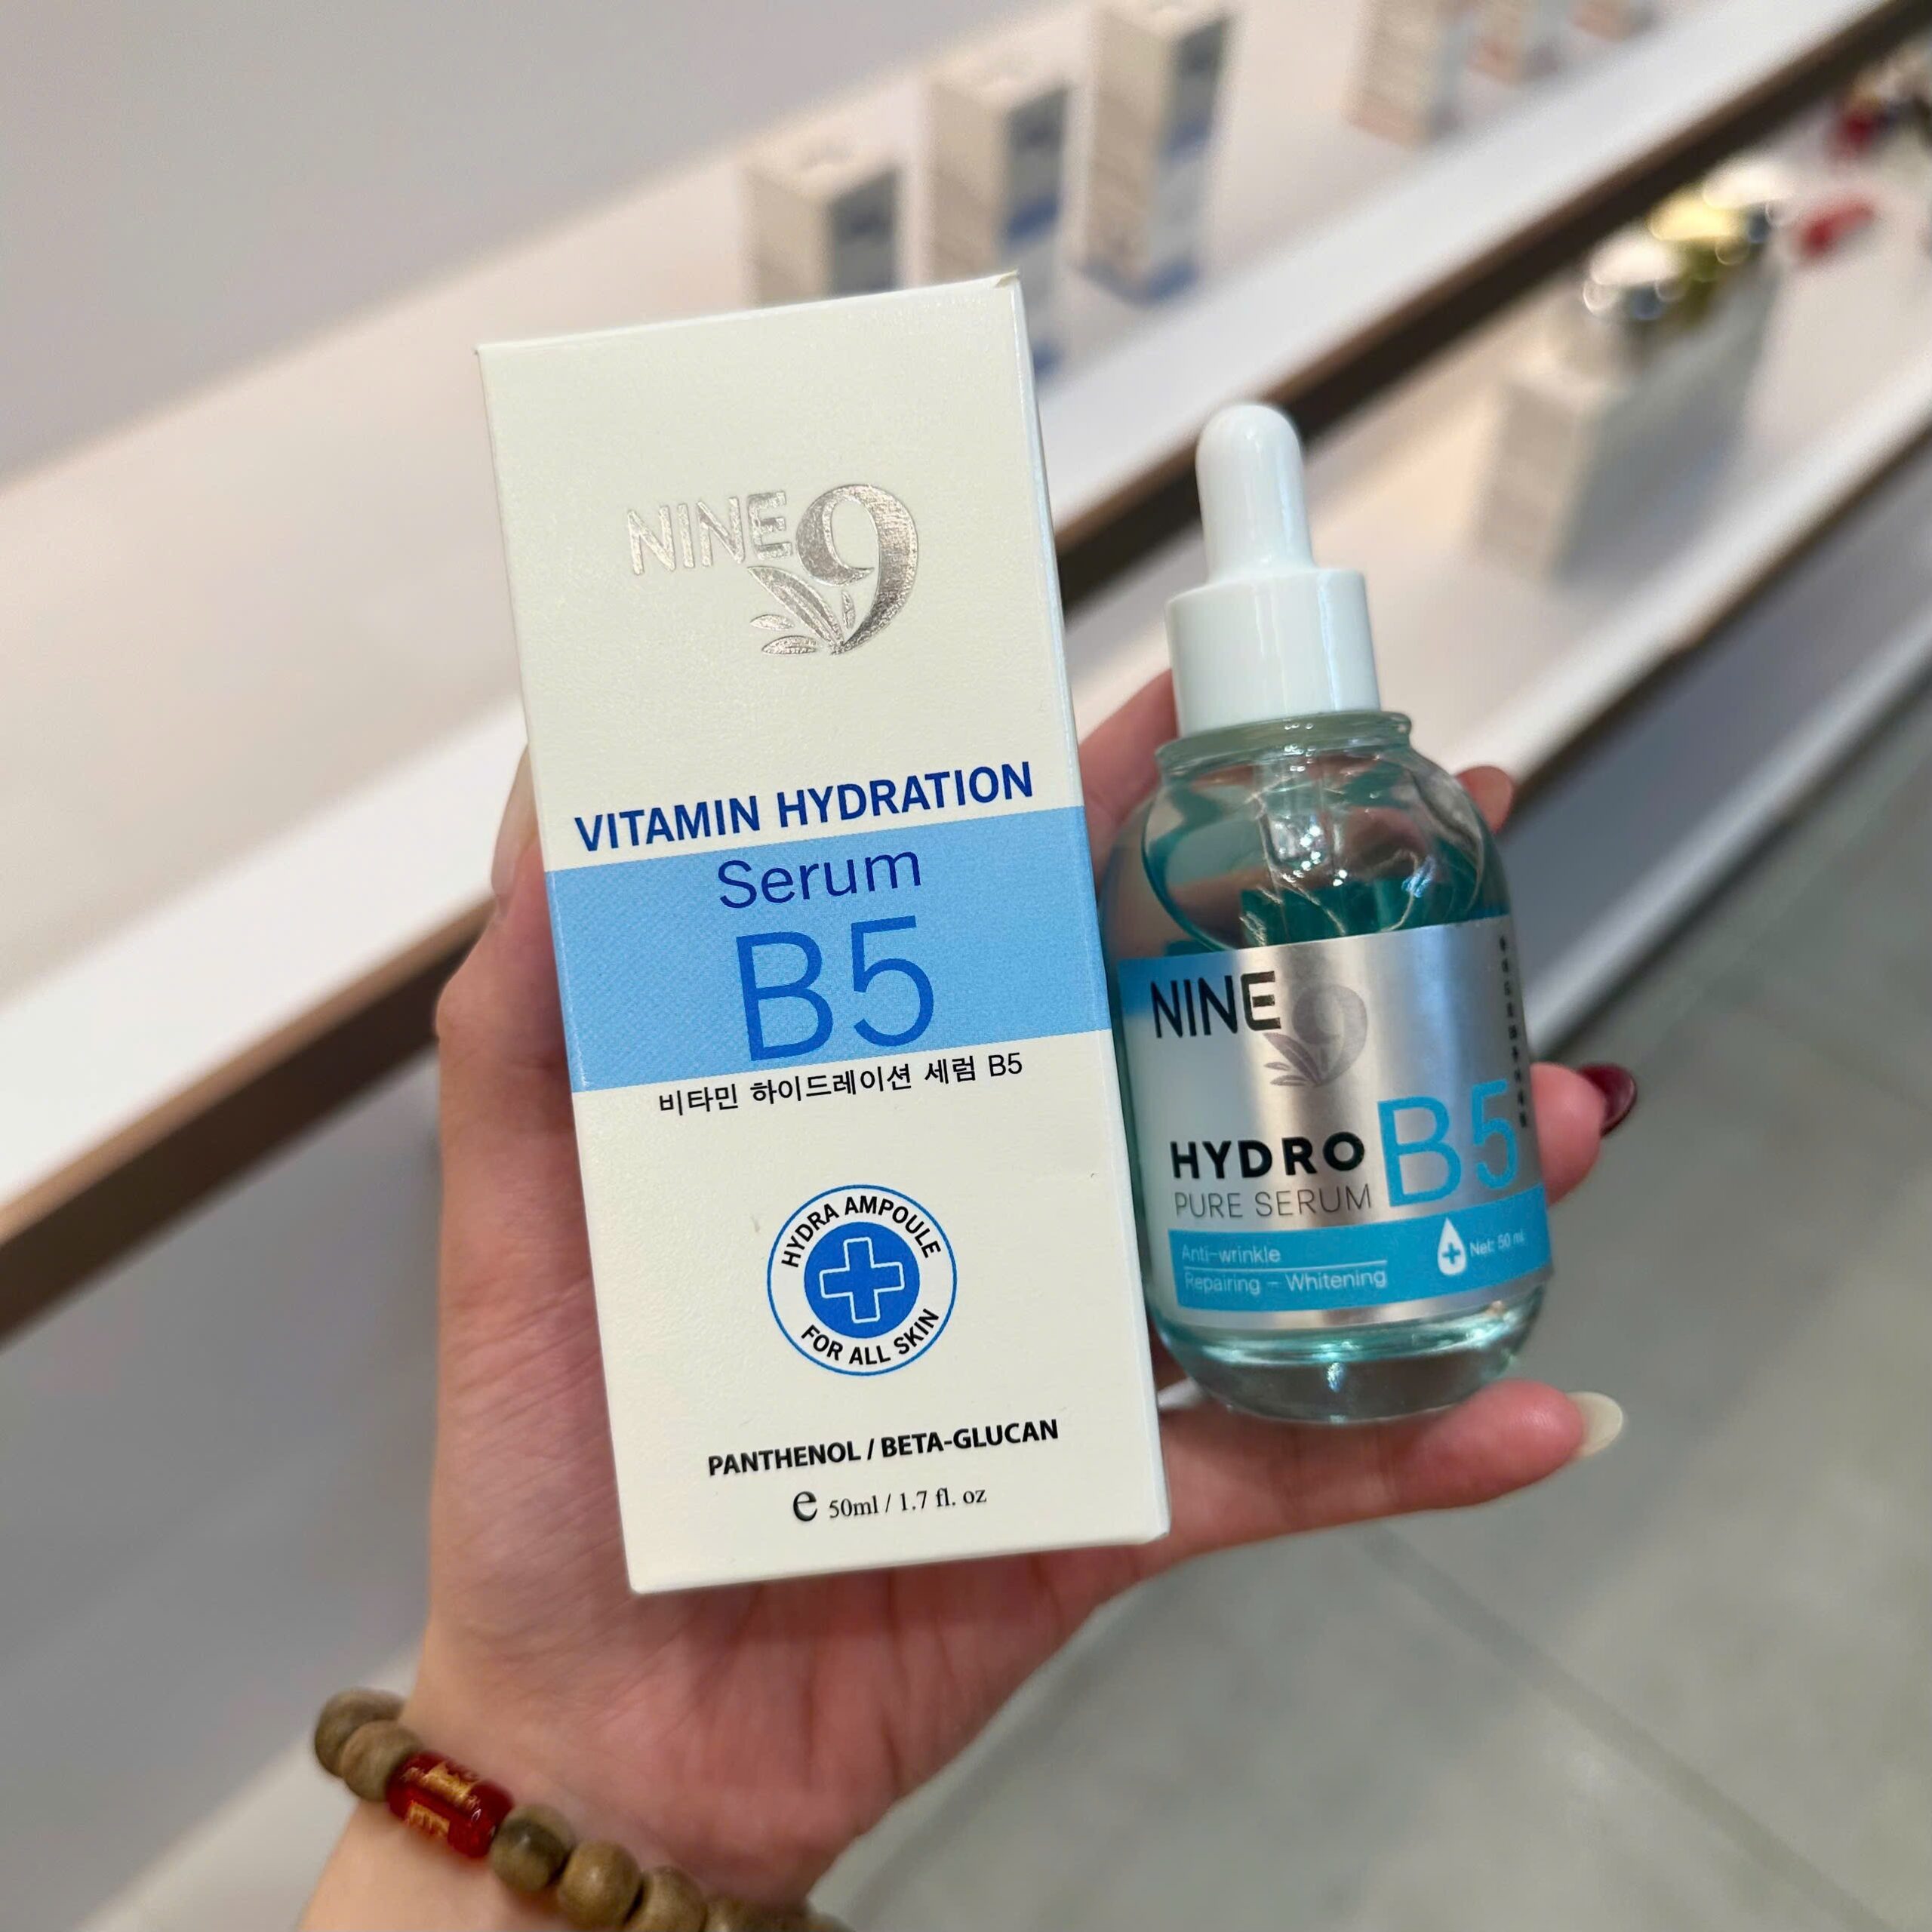 NINE 9
VITAMIN HYDRATION
Serum
B5
비타민 하이드레이션 세럼 B5
HYDRA AMPOULE
FOR ALL SKIN
PANTHENOL / BETA-GLUCAN
e 50ml / 1.7 fl. oz
NINE 9
HYDRO B5
PURE SERUM
Anti-wrinkle
Repairing - Whitening
Net: 50 ml